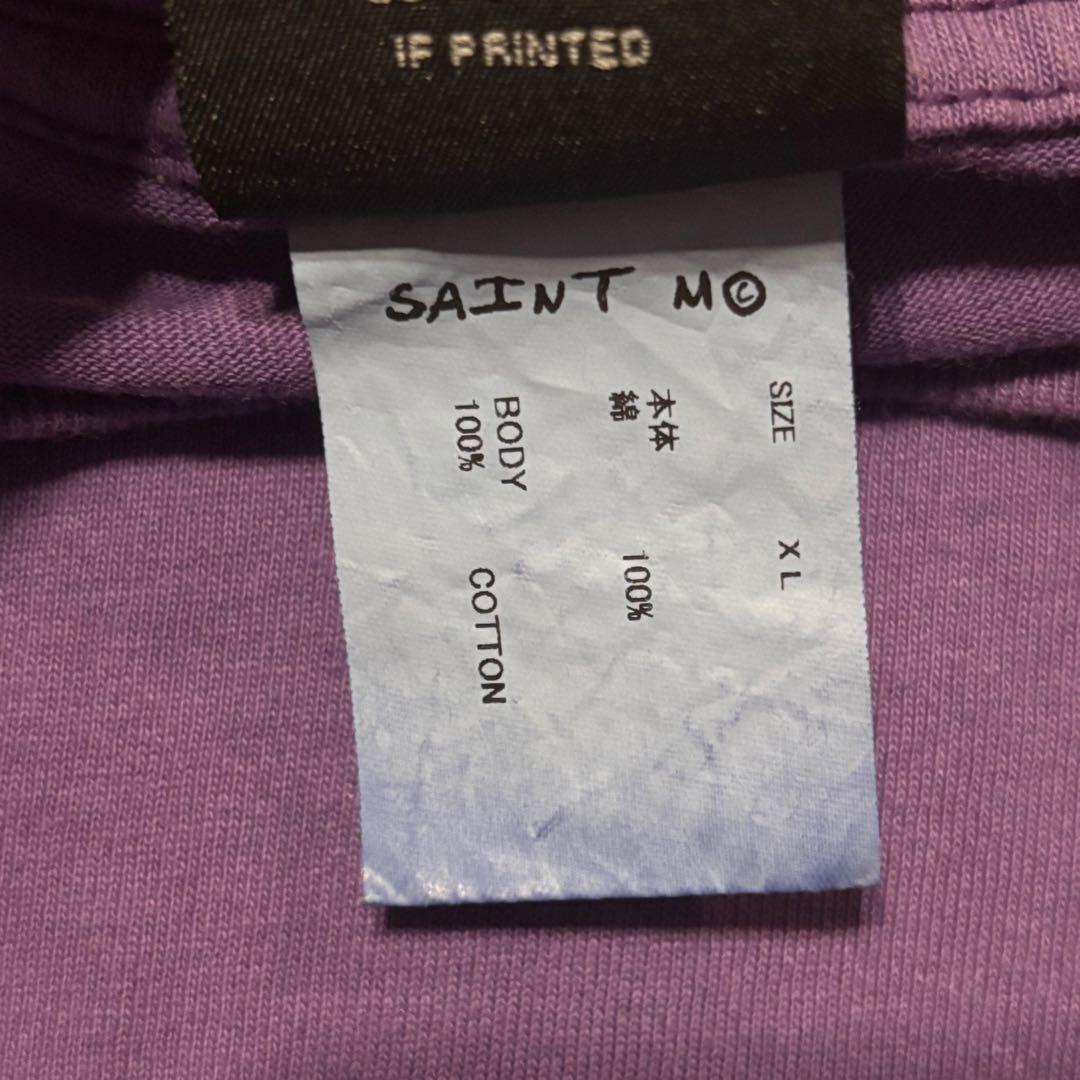 IF PRINTED
SAINT M©
SIZE XL
本体
綿 100%
BODY
100% COTTON